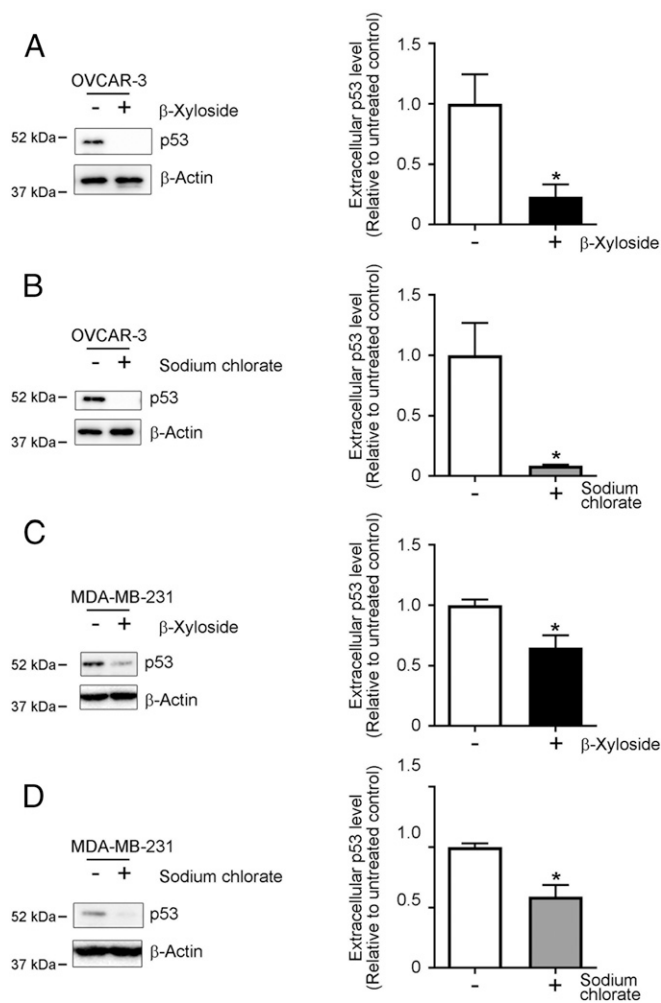 A
OVCAR-3
- +
β-Xyloside
52 kDa
p53
37 kDa
β-Actin
Extracellular p53 level
(Relative to untreated control)
1.5
1.0
0.5
0
*
- +
β-Xyloside
B
OVCAR-3
- +
Sodium chlorate
52 kDa
p53
37 kDa
β-Actin
Extracellular p53 level
(Relative to untreated control)
1.5
1.0
0.5
0
*
- +
Sodium
chlorate
C
MDA-MB-231
- +
β-Xyloside
52 kDa
p53
37 kDa
β-Actin
Extracellular p53 level
(Relative to untreated control)
1.5
1.0
0.5
0
*
- +
β-Xyloside
D
MDA-MB-231
- +
Sodium chlorate
52 kDa
p53
37 kDa
β-Actin
Extracellular p53 level
(Relative to untreated control)
1.5
1.0
0.5
0
*
- +
Sodium
chlorate